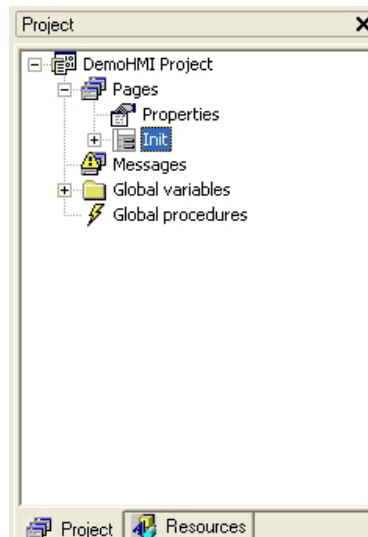 Project
DemoHMI Project
Pages
Properties
Init
Messages
Global variables
Global procedures
Project Resources